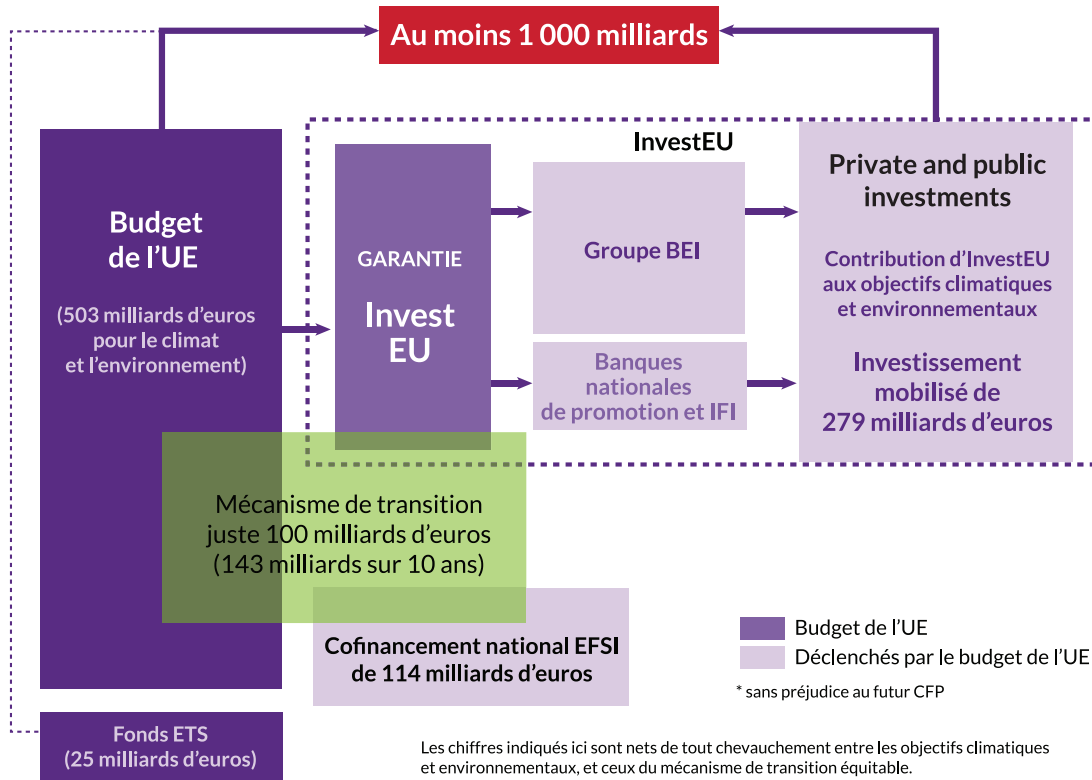 Au moins 1 000 milliards
Budget
de l'UE
(503 milliards d'euros
pour le climat
et l'environnement)
InvestEU
GARANTIE
Invest
EU
Groupe BEI
Banques
nationales
de promotion et IFI
Private and public
investments
Contribution d'InvestEU
aux objectifs climatiques
et environnementaux
Investissement
mobilisé de
279 milliards d'euros
Mécanisme de transition
juste 100 milliards d'euros
(143 milliards sur 10 ans)
Cofinancement national EFSI
de 114 milliards d'euros
Fonds ETS
(25 milliards d'euros)
Budget de l'UE
Déclenchés par le budget de l'UE
* sans préjudice au futur CFP
Les chiffres indiqués ici sont nets de tout chevauchement entre les objectifs climatiques
et environnementaux, et ceux du mécanisme de transition équitable.